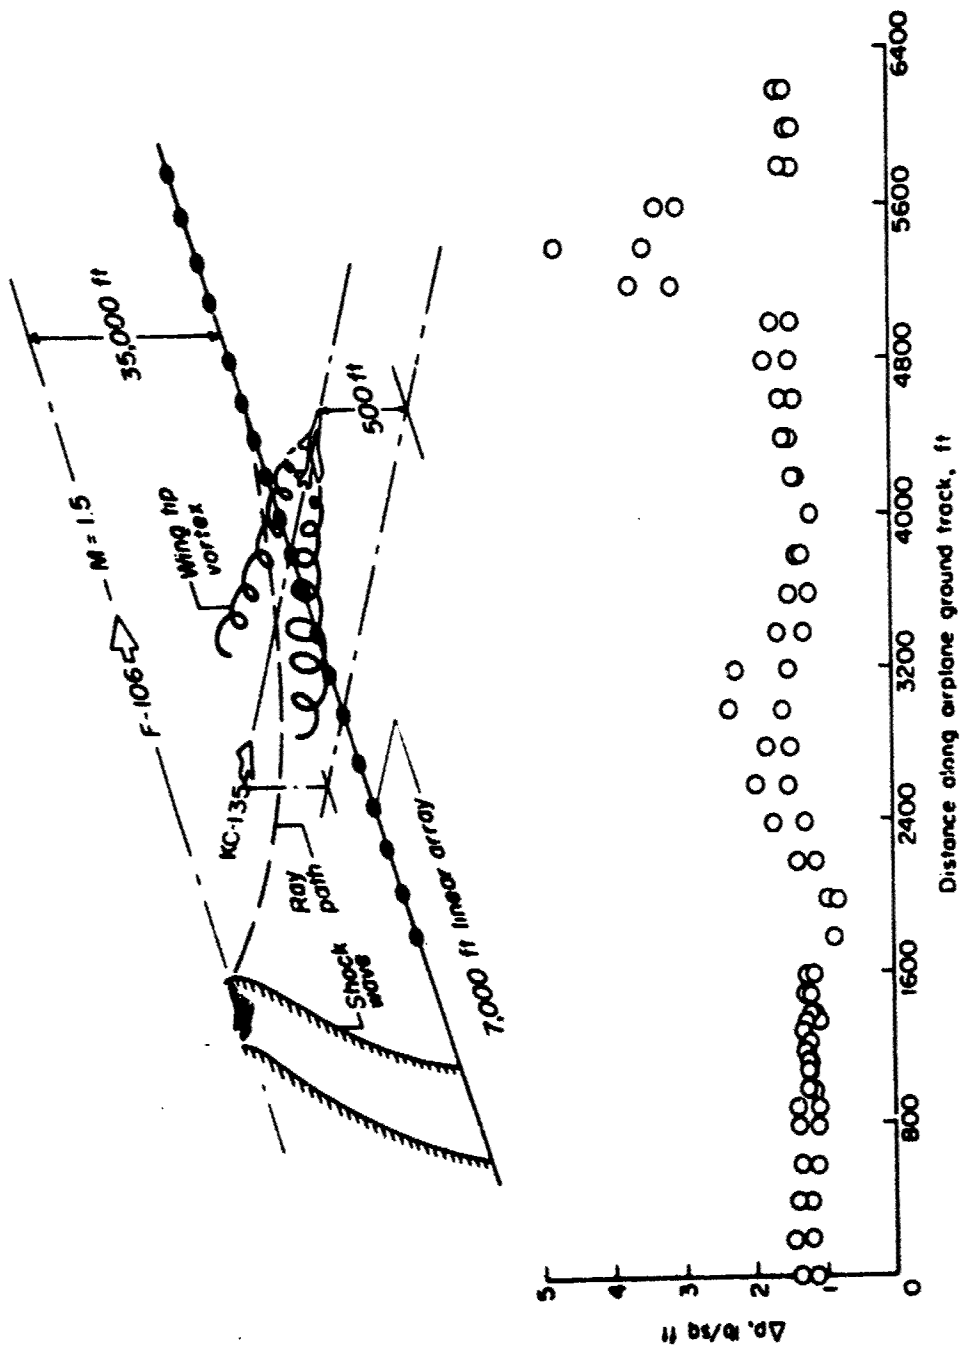 35,000 ft
M = 1.5
F-106
Wing tip
vortex
500 ft
KC-135
Ray
path
Shock
wave
7,000 ft linear array
5
4
3
2
1
Δp, lb/sq ft
0
800
1600
2400
3200
4000
4800
5600
6400
Distance along airplane ground track, ft